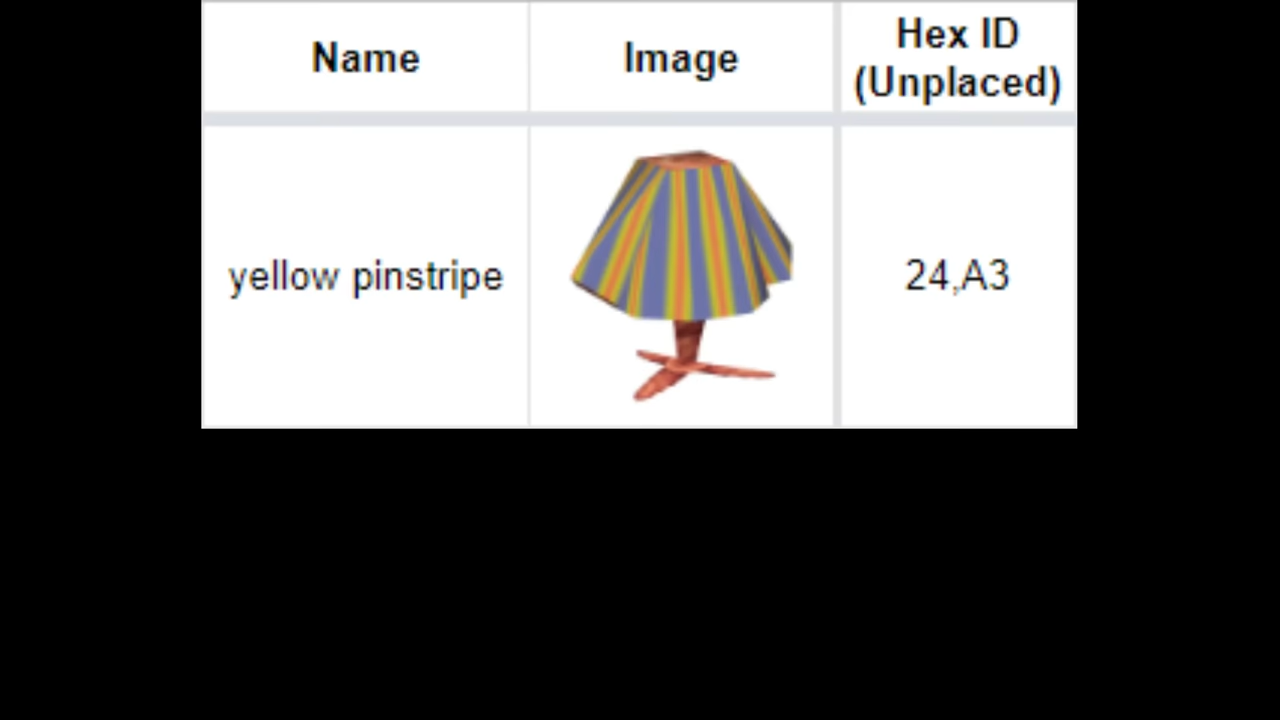 Name
Image
Hex ID
(Unplaced)
yellow pinstripe
24,A3